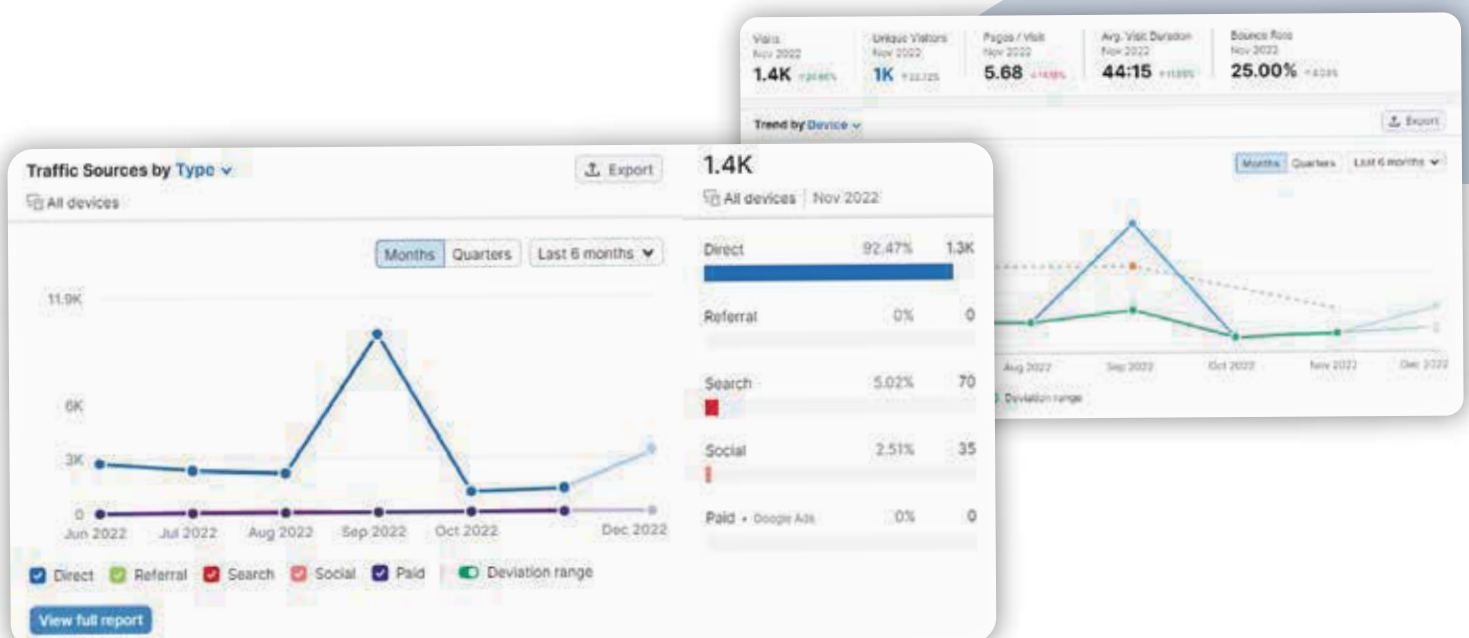 Visits
Nov 2022
1.4K
Unique Visitors
Nov 2022
1K
Pages / Visit
Nov 2022
5.68
Avg. Visit Duration
Nov 2022
44:15
Bounce Rate
Nov 2022
25.00%
Trend by Device
Export
Months Quarters Last 6 months
Aug 2022 Sep 2022 Oct 2022 Nov 2022 Dec 2022
Deviation range
Traffic Sources by Type
Export
All devices
Months Quarters Last 6 months
11.9K
6K
3K
0
Jun 2022 Jul 2022 Aug 2022 Sep 2022 Oct 2022 Dec 2022
Direct Referral Search Social Paid Deviation range
View full report
1.4K
All devices Nov 2022
Direct 92.47% 1.3K
Referral 0% 0
Search 5.02% 70
Social 2.51% 35
Paid • Google Ads 0% 0